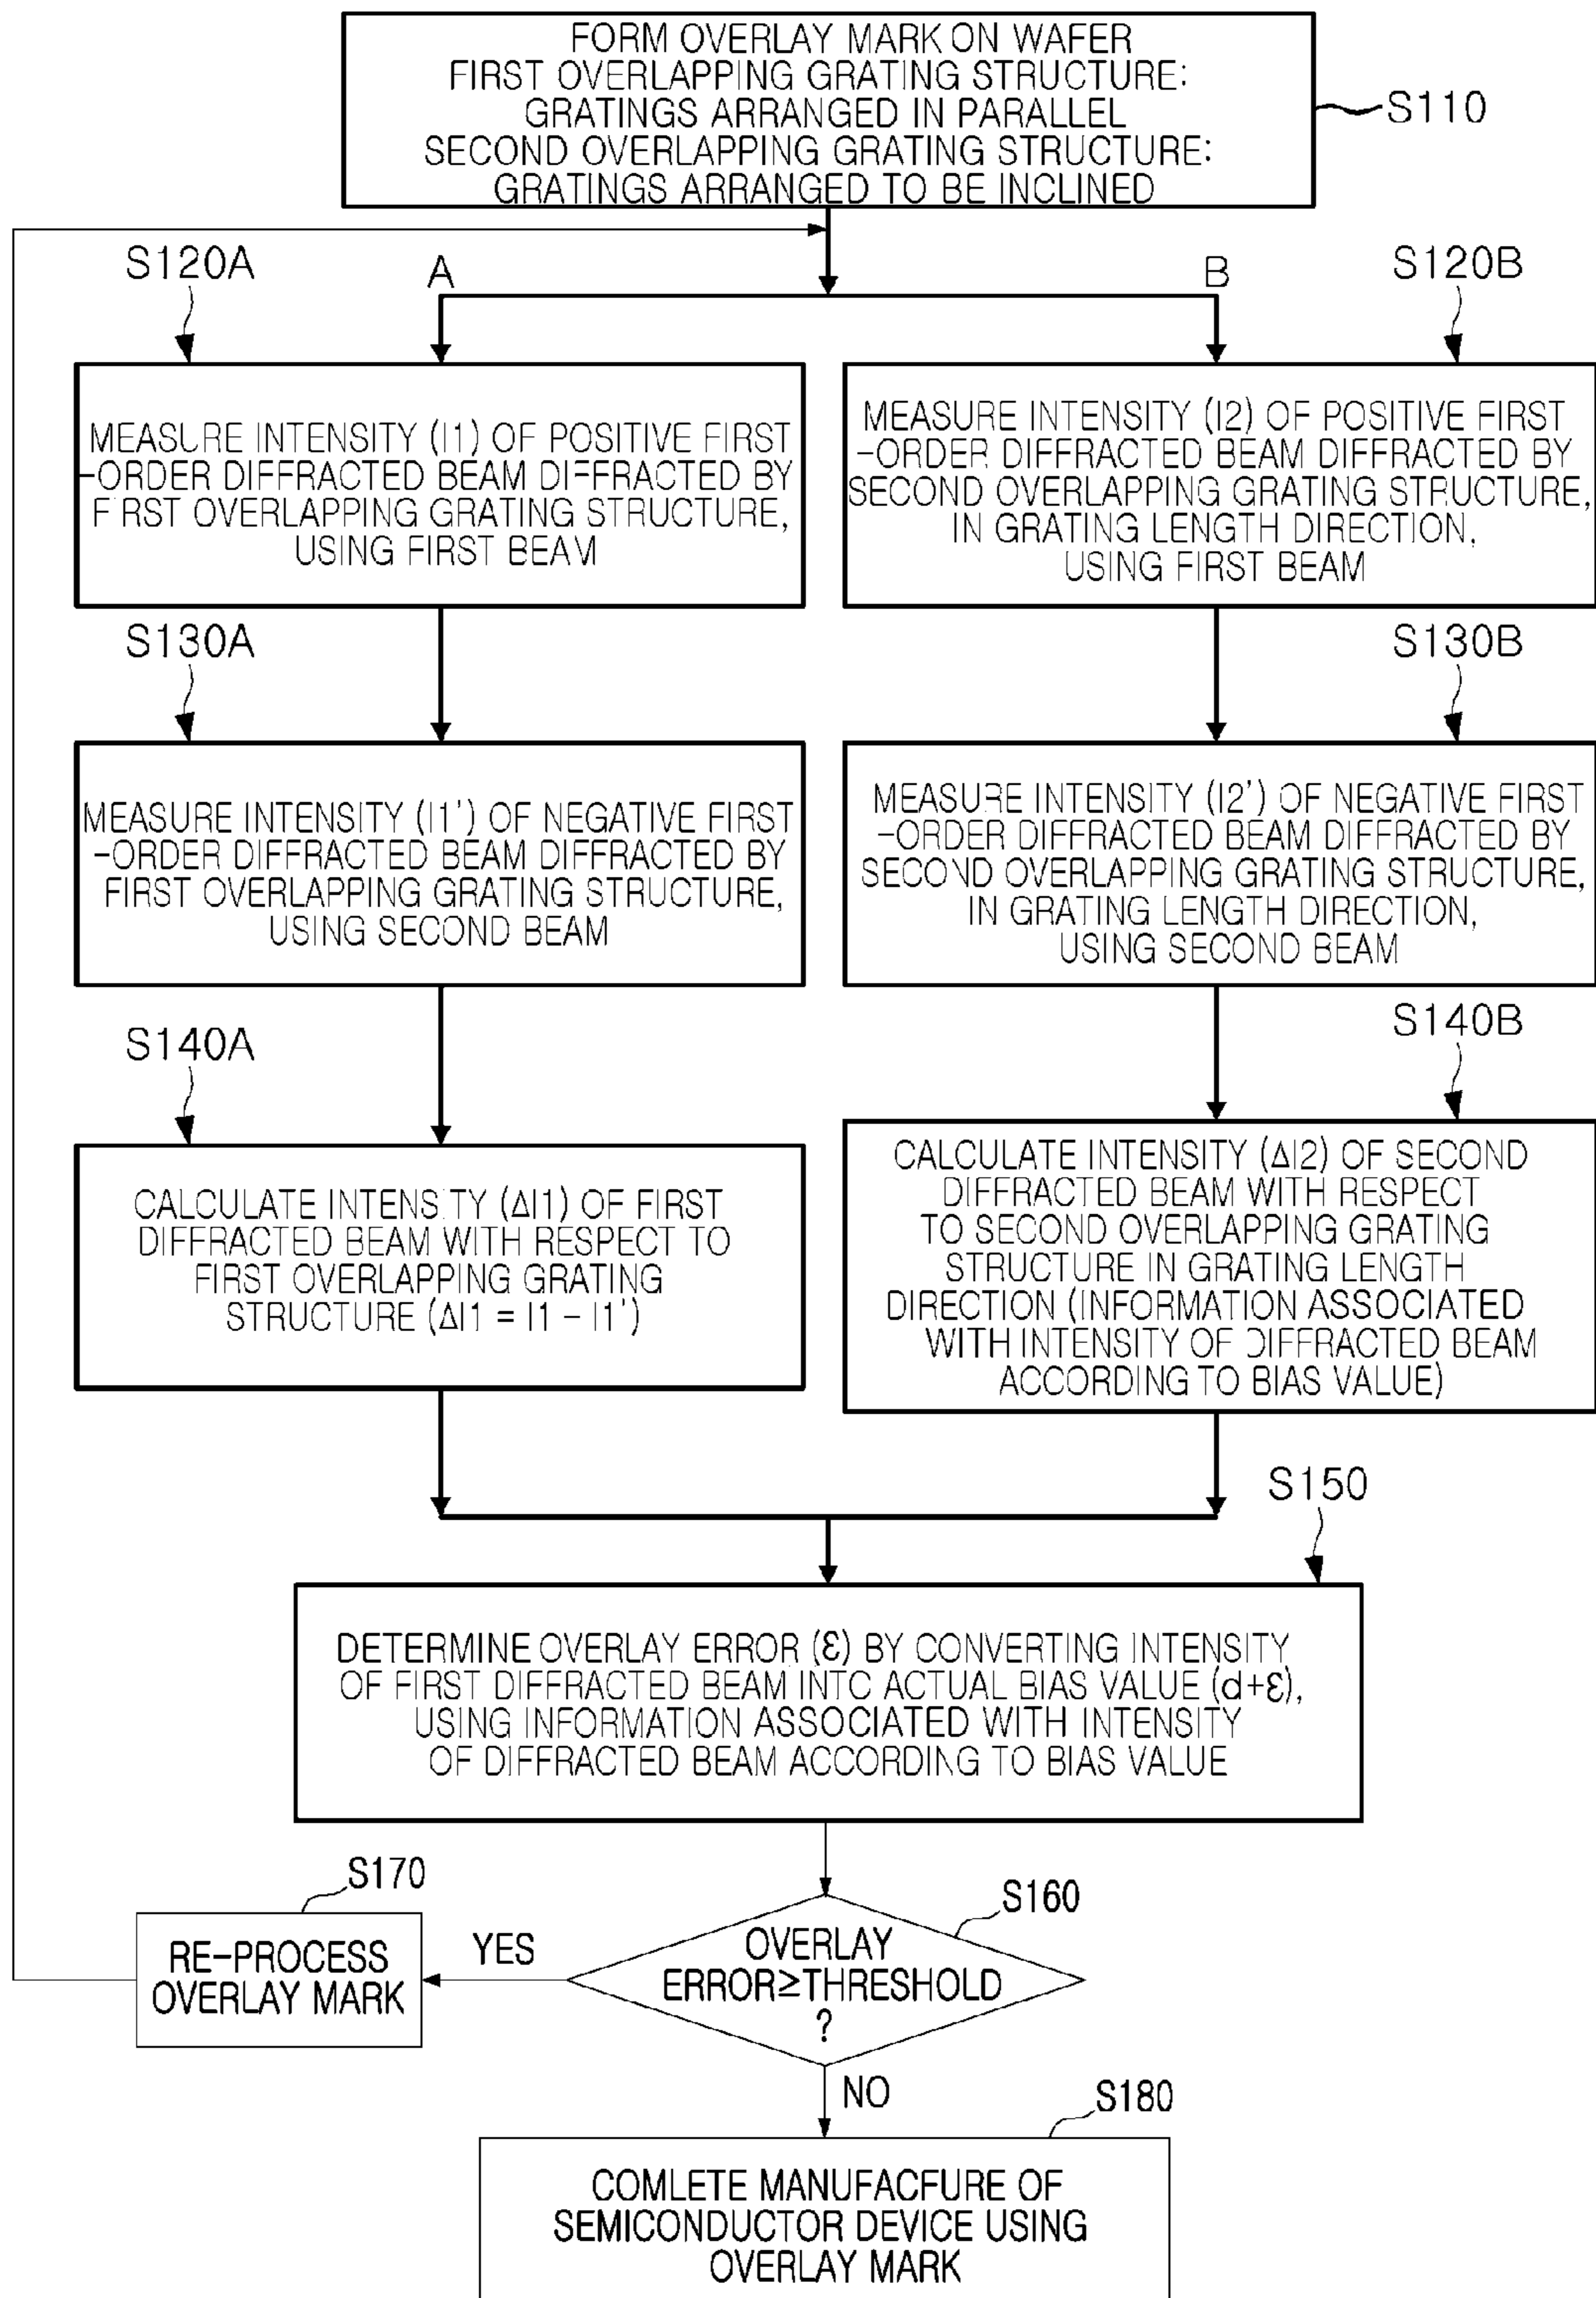 FORM OVERLAY MARK ON WAFER
FIRST OVERLAPPING GRATING STRUCTURE:
GRATINGS ARRANGED IN PARALLEL
SECOND OVERLAPPING GRATING STRUCTURE:
GRATINGS ARRANGED TO BE INCLINED
S110
S120A
A
B
S120B
MEASURE INTENSITY (I1) OF POSITIVE FIRST
-ORDER DIFFRACTED BEAM DIFFRACTED BY
FIRST OVERLAPPING GRATING STRUCTURE,
USING FIRST BEAM
MEASURE INTENSITY (I2) OF POSITIVE FIRST
-ORDER DIFFRACTED BEAM DIFFRACTED BY
SECOND OVERLAPPING GRATING STRUCTURE,
IN GRATING LENGTH DIRECTION,
USING FIRST BEAM
S130A
S130B
MEASURE INTENSITY (I1') OF NEGATIVE FIRST
-ORDER DIFFRACTED BEAM DIFFRACTED BY
FIRST OVERLAPPING GRATING STRUCTURE,
USING SECOND BEAM
MEASURE INTENSITY (I2') OF NEGATIVE FIRST
-ORDER DIFFRACTED BEAM DIFFRACTED BY
SECOND OVERLAPPING GRATING STRUCTURE,
IN GRATING LENGTH DIRECTION,
USING SECOND BEAM
S140A
S140B
CALCULATE INTENSITY (ΔI1) OF FIRST
DIFFRACTED BEAM WITH RESPECT TO
FIRST OVERLAPPING GRATING
STRUCTURE (ΔI1 = I1 - I1')
CALCULATE INTENSITY (ΔI2) OF SECOND
DIFFRACTED BEAM WITH RESPECT
TO SECOND OVERLAPPING GRATING
STRUCTURE IN GRATING LENGTH
DIRECTION (INFORMATION ASSOCIATED
WITH INTENSITY OF DIFFRACTED BEAM
ACCORDING TO BIAS VALUE)
S150
DETERMINE OVERLAY ERROR (ε) BY CONVERTING INTENSITY
OF FIRST DIFFRACTED BEAM INTO ACTUAL BIAS VALUE (d+ε),
USING INFORMATION ASSOCIATED WITH INTENSITY
OF DIFFRACTED BEAM ACCORDING TO BIAS VALUE
S170
S160
RE-PROCESS
OVERLAY MARK
YES
OVERLAY
ERROR≥THRESHOLD
?
NO
S180
COMLETE MANUFACFURE OF
SEMICONDUCTOR DEVICE USING
OVERLAY MARK